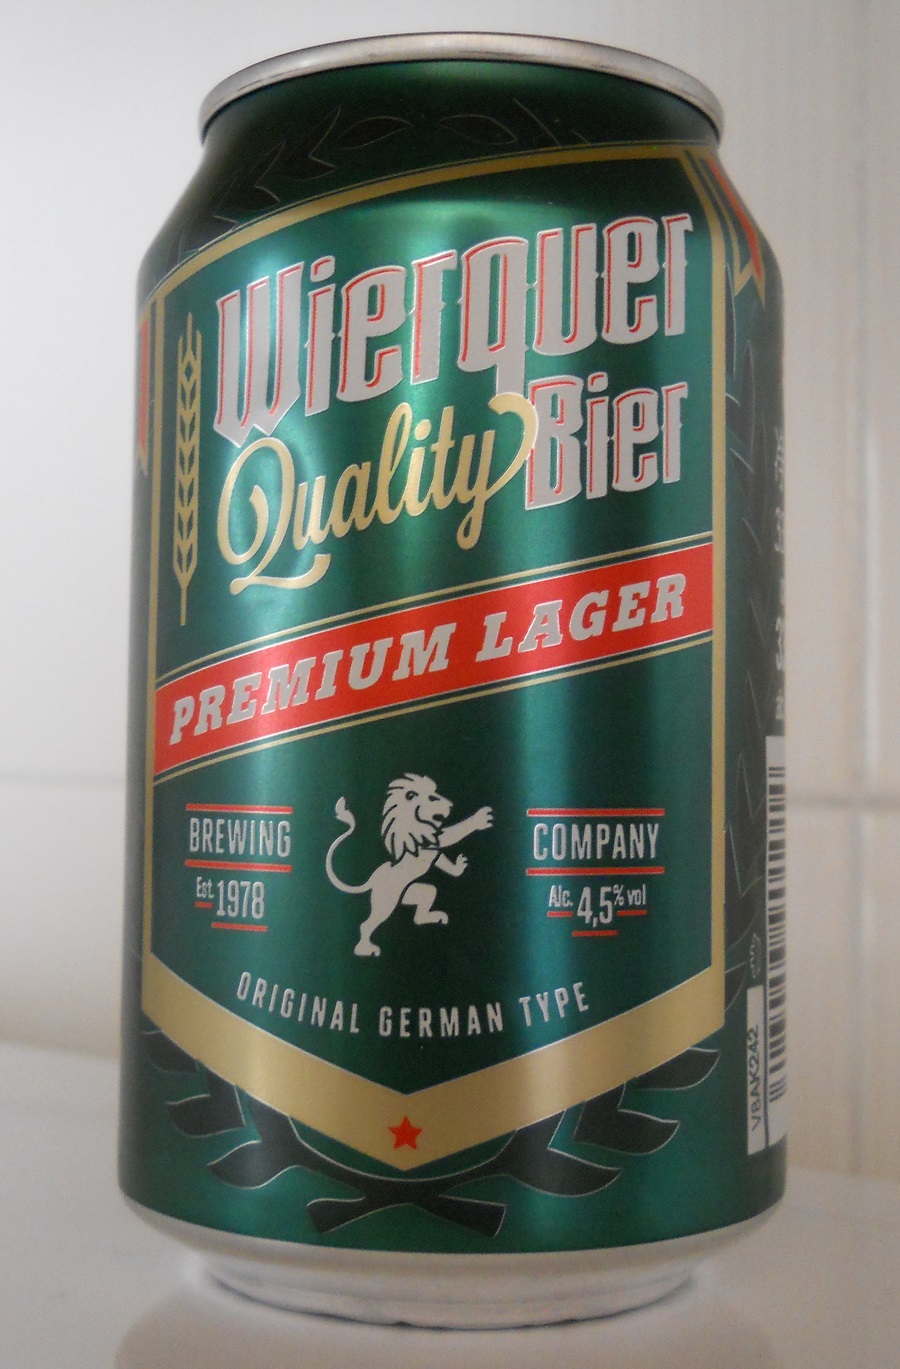 Wierquer
Quality Bier
PREMIUM LAGER
BREWING
Est. 1978
COMPANY
Alc. 4,5% vol
ORIGINAL GERMAN TYPE
V8AK242